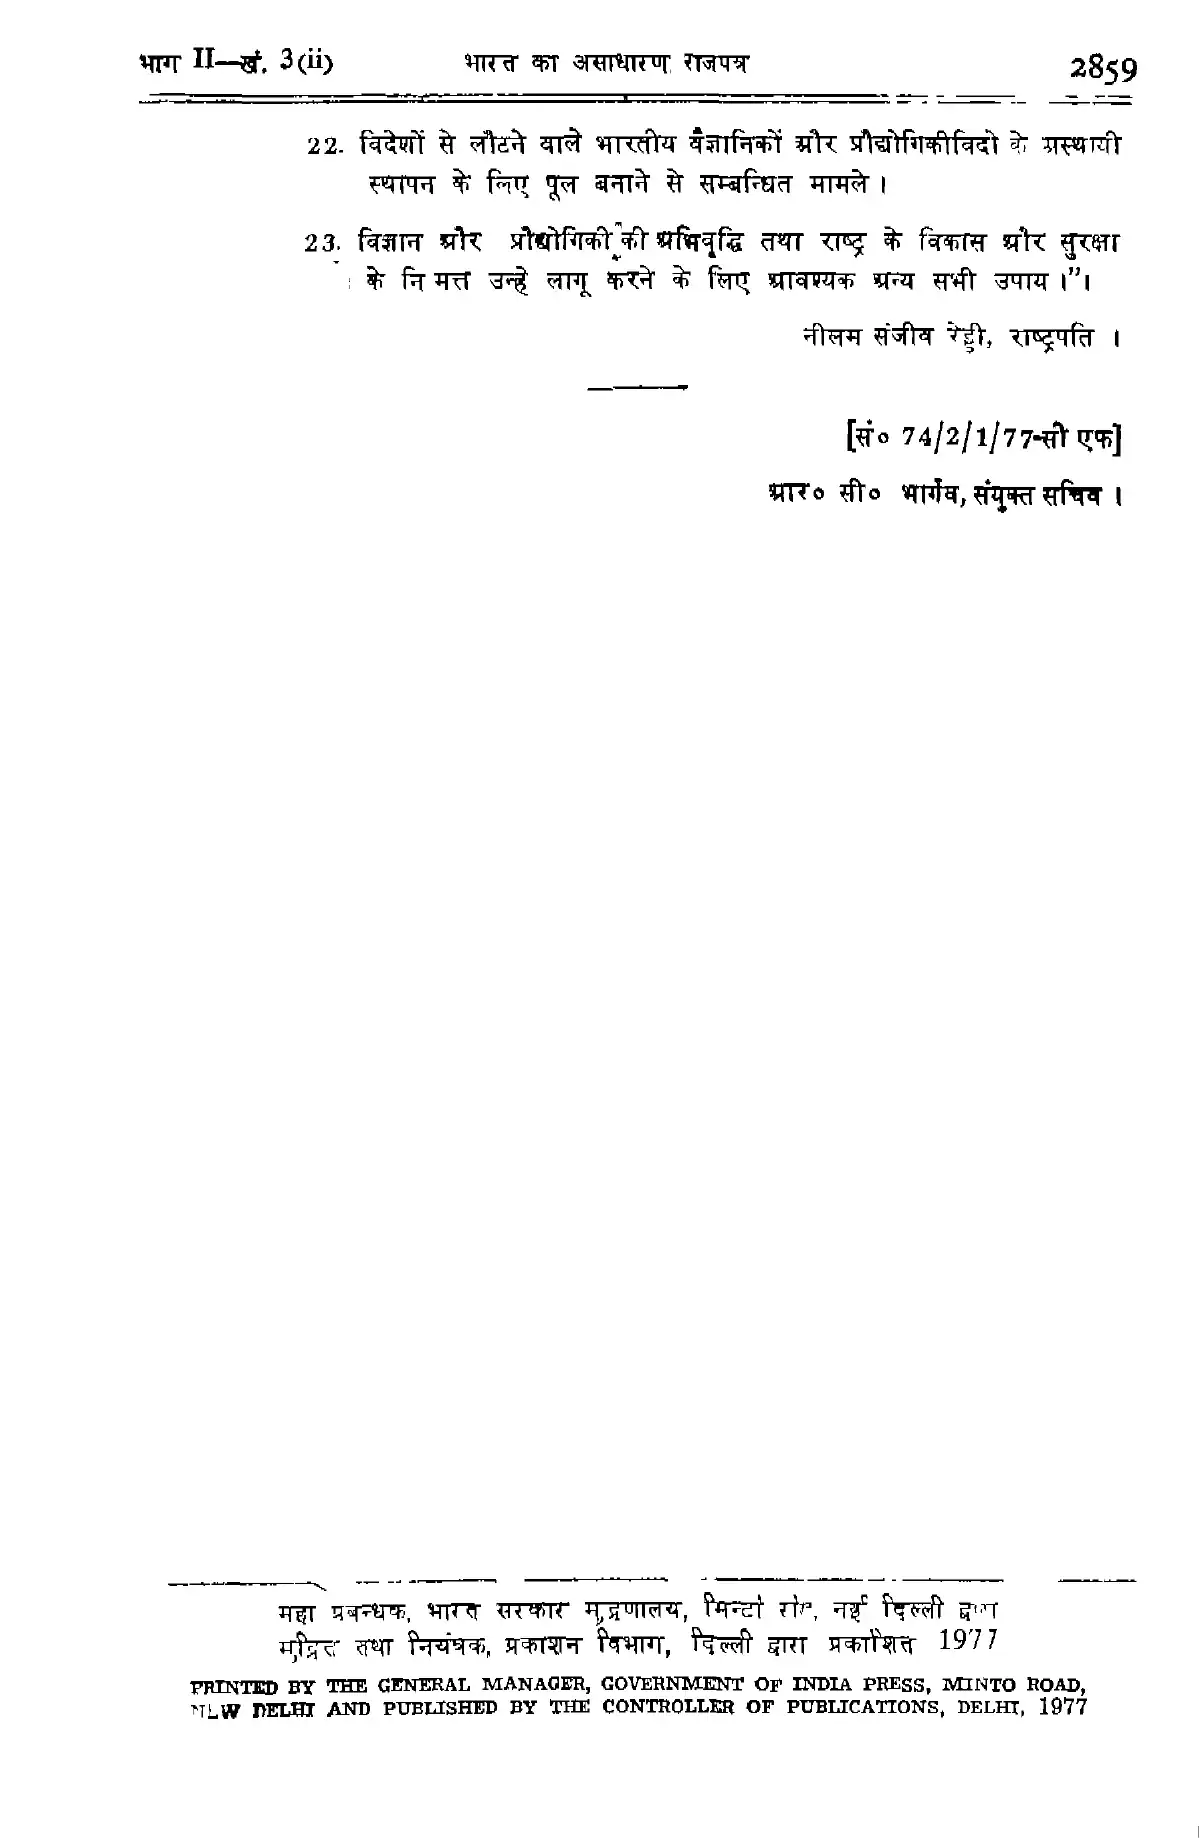 भाग II—खं. 3(ii) भारत का असाधारण राजपत्र 2859
22. विदेशों से लौटने वाले भारतीय वैज्ञानिकों और प्रौद्योगिकीविदो के अस्थायी
स्थापन के लिए पूल बनाने से सम्बन्धित मामले ।
23. विज्ञान और प्रौद्योगिकी की अभिवृद्धि तथा राष्ट्र के विकास और सुरक्षा
के निमत्त उन्हे लागू करने के लिए आवश्यक अन्य सभी उपाय ।"।
नीलम संजीव रेड्डी, राष्ट्रपति ।
[सं० 74/2/1/77-सी एफ]
आर० सी० भार्गव, संयुक्त सचिव ।
महा प्रबन्धक, भारत सरकार मुद्रणालय, मिन्टो रोड, नई दिल्ली द्वारा
मुद्रित तथा नियंत्रक, प्रकाशन विभाग, दिल्ली द्वारा प्रकाशित 1977
PRINTED BY THE GENERAL MANAGER, GOVERNMENT OF INDIA PRESS, MINTO ROAD,
NEW DELHI AND PUBLISHED BY THE CONTROLLER OF PUBLICATIONS, DELHI, 1977